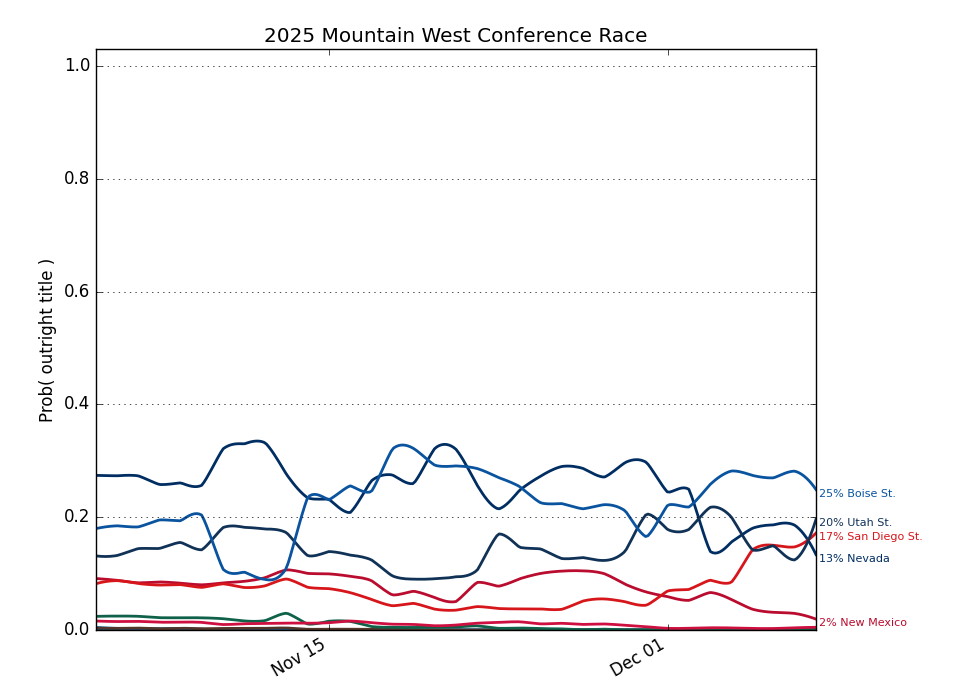 2025 Mountain West Conference Race
Prob( outright title )
1.0
0.8
0.6
0.4
0.2
0.0
25% Boise St.
20% Utah St.
17% San Diego St.
13% Nevada
2% New Mexico
Nov 15
Dec 01